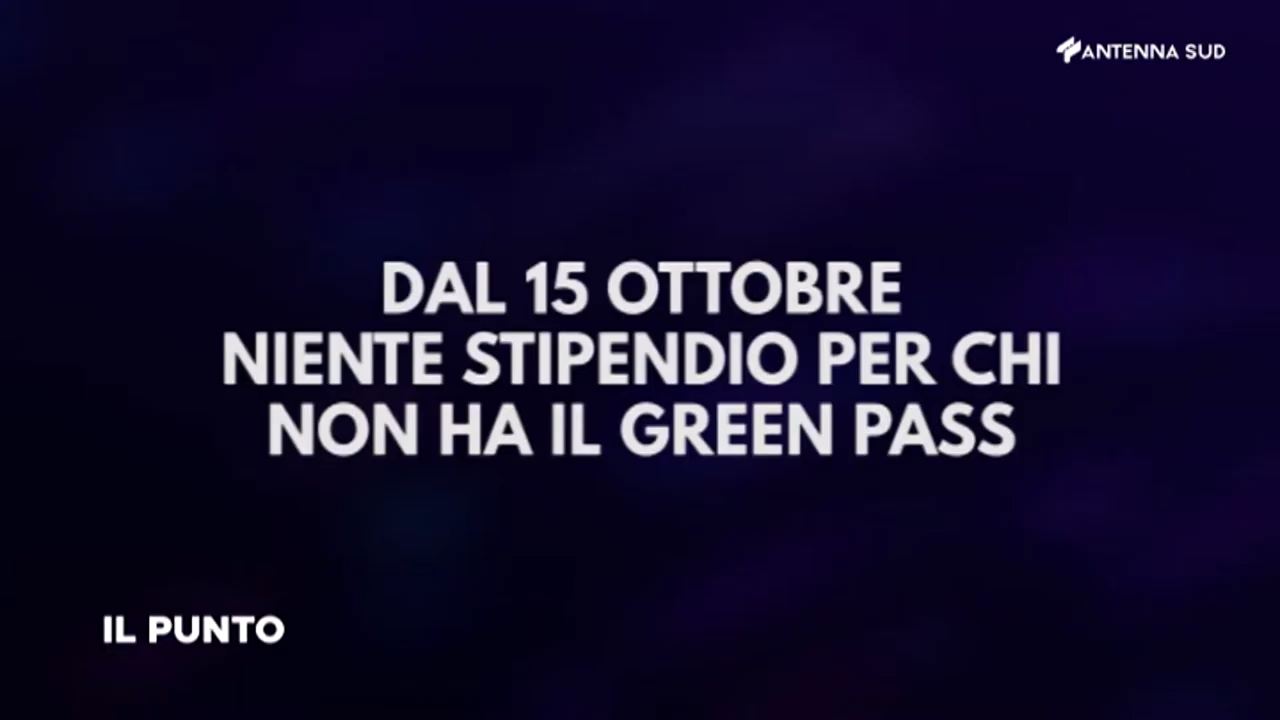 ANTENNA SUD
DAL 15 OTTOBRE
NIENTE STIPENDIO PER CHI
NON HA IL GREEN PASS
IL PUNTO